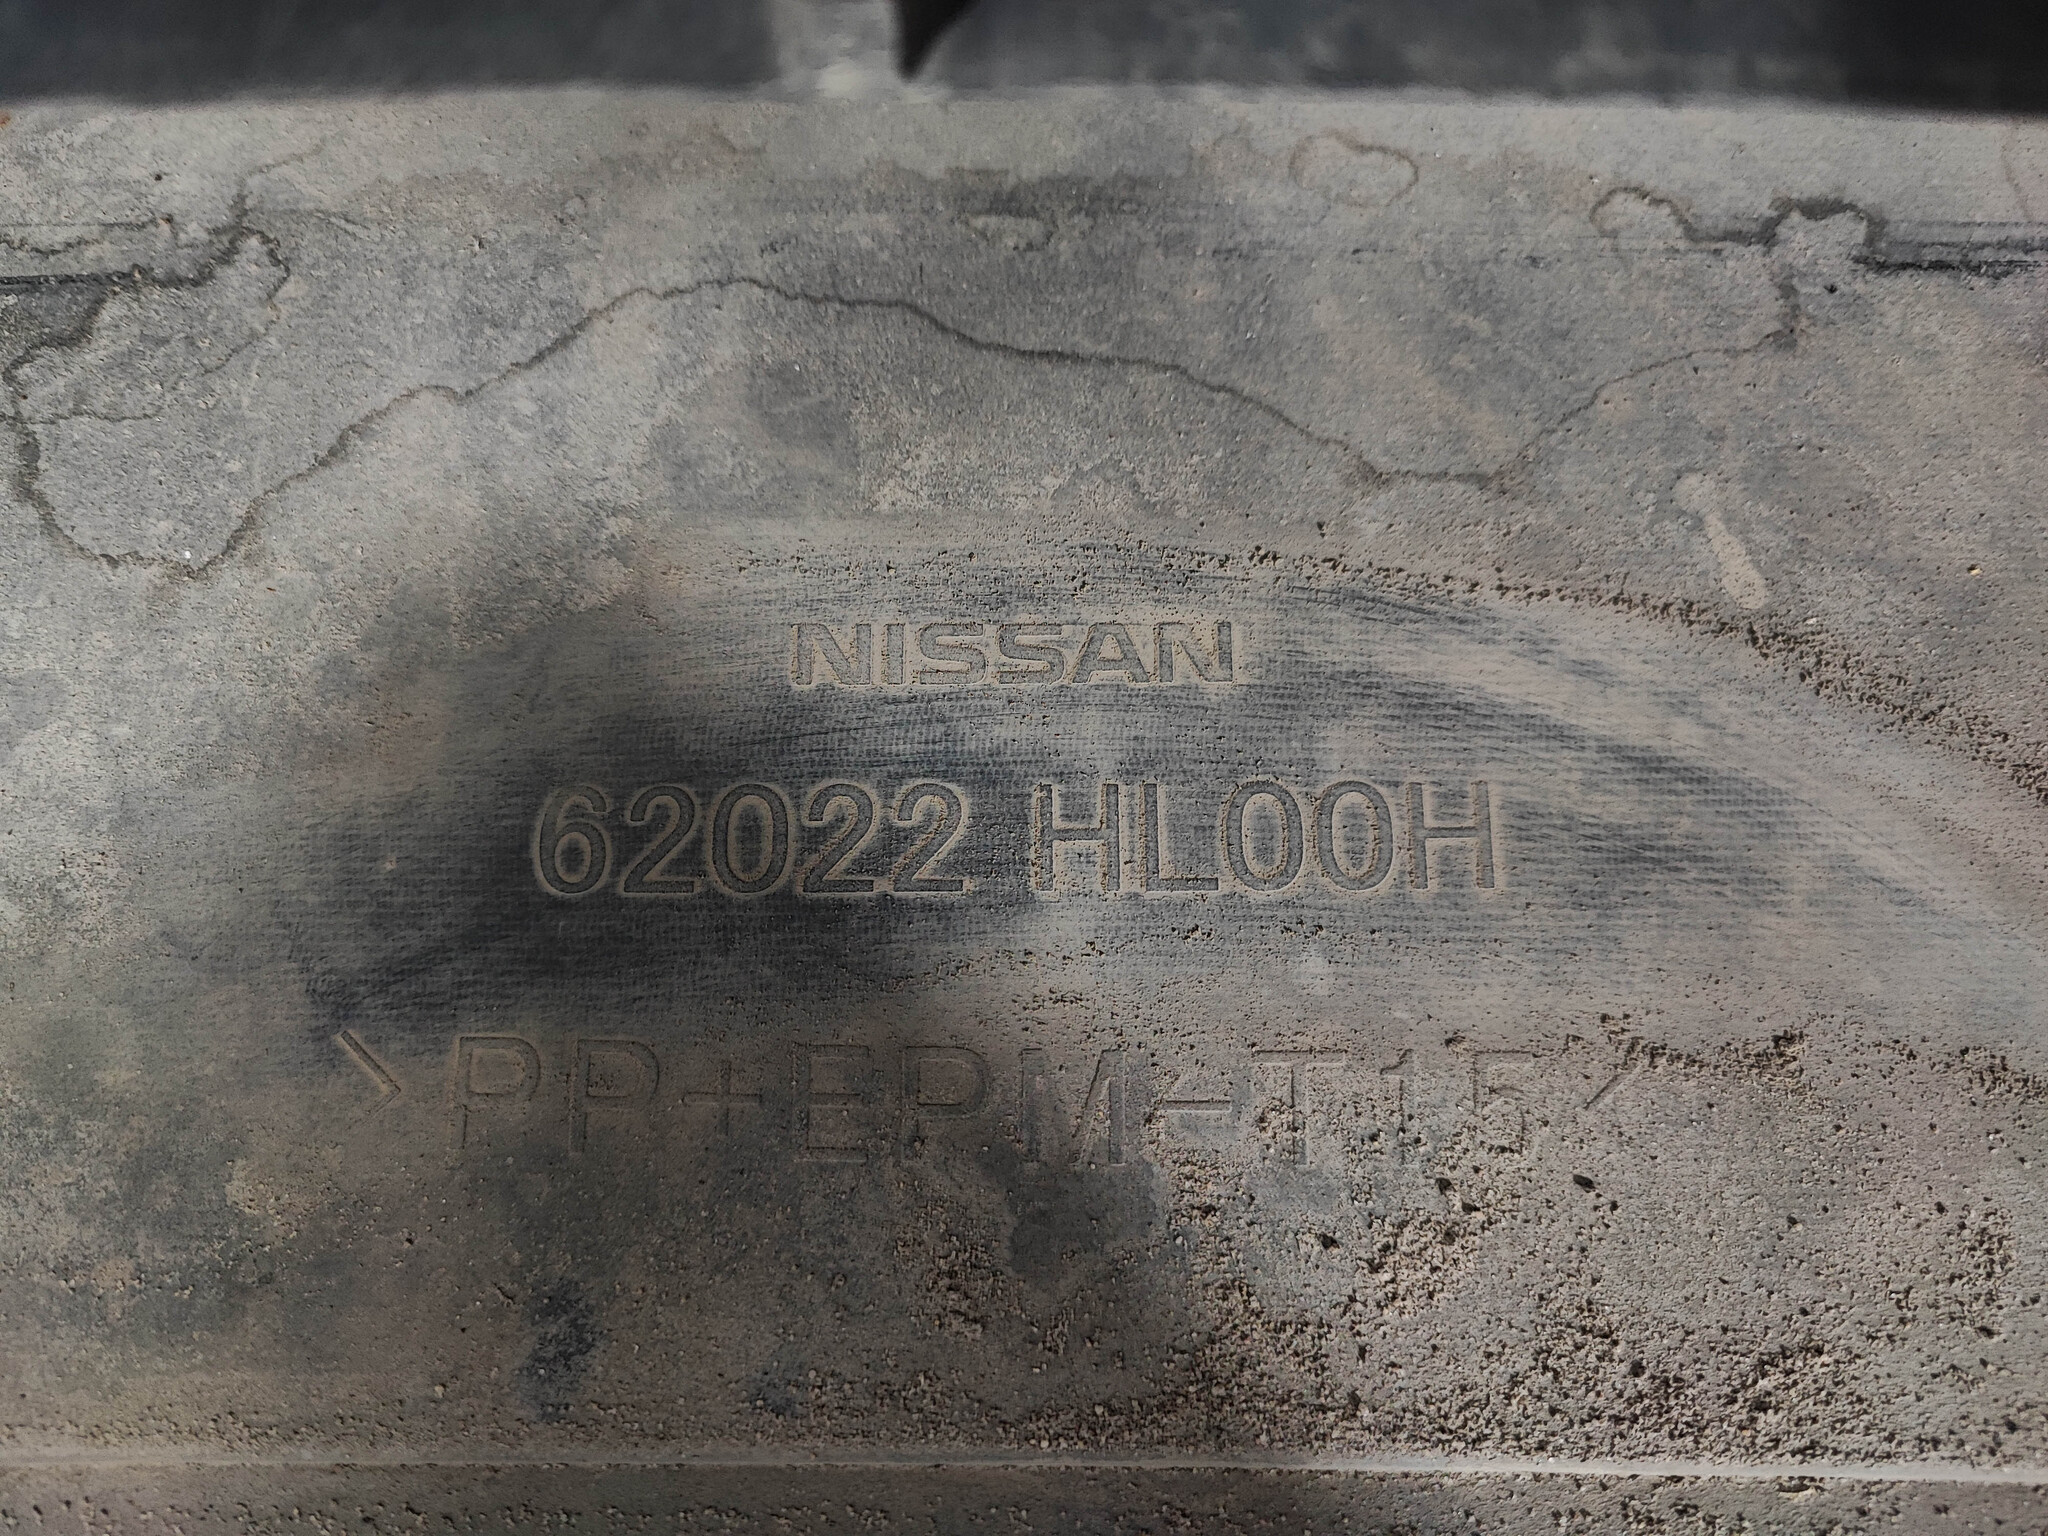 NISSAN
62022 HL00H
>PP+EPM-T15<